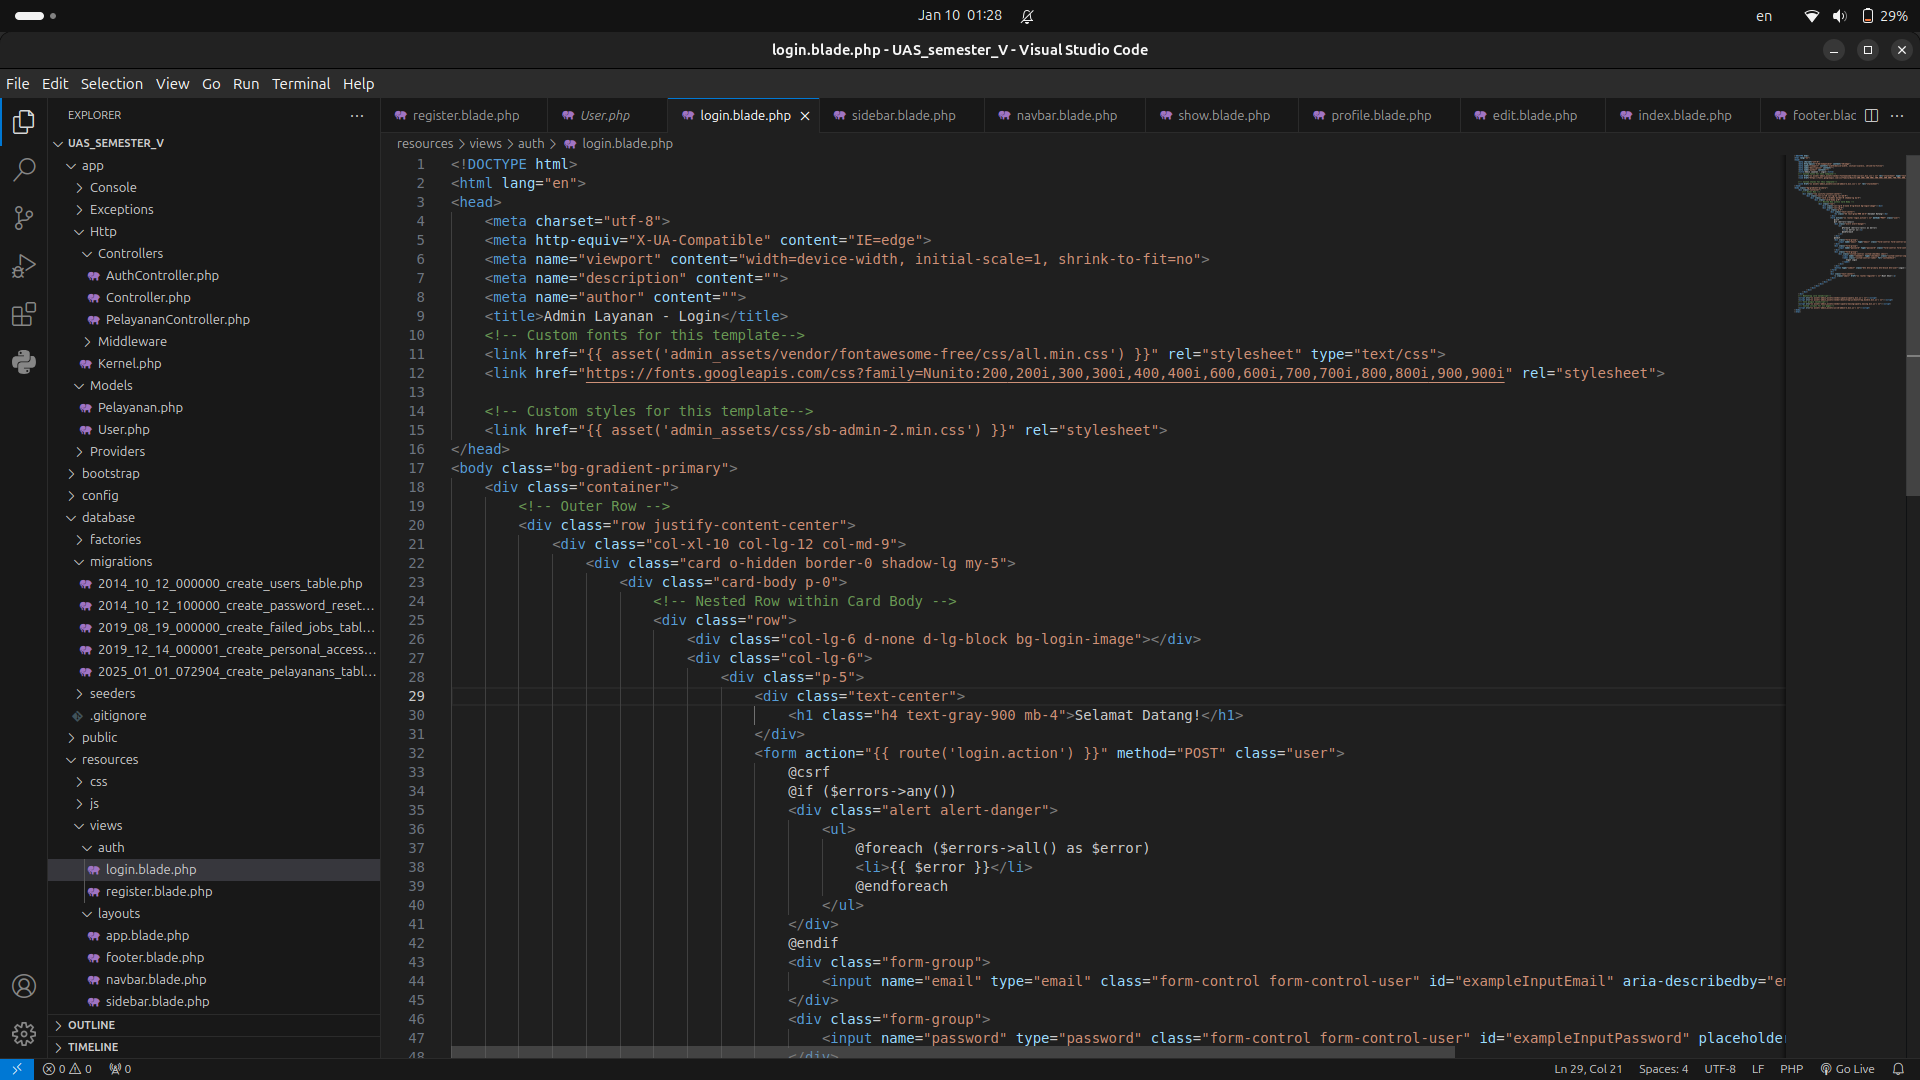 Jan 10 01:28
en
29%
login.blade.php - UAS_semester_V - Visual Studio Code
File Edit Selection View Go Run Terminal Help
EXPLORER
register.blade.php User.php login.blade.php sidebar.blade.php navbar.blade.php show.blade.php profile.blade.php edit.blade.php index.blade.php footer.blac
resources > views > auth > login.blade.php
UAS_SEMESTER_V
app
Console
Exceptions
Http
Controllers
AuthController.php
Controller.php
PelayananController.php
Middleware
Kernel.php
Models
Pelayanan.php
User.php
Providers
bootstrap
config
database
factories
migrations
2014_10_12_000000_create_users_table.php
2014_10_12_100000_create_password_reset...
2019_08_19_000000_create_failed_jobs_tabl...
2019_12_14_000001_create_personal_access...
2025_01_01_072904_create_pelayanans_tabl...
seeders
.gitignore
public
resources
css
js
views
auth
login.blade.php
register.blade.php
layouts
app.blade.php
footer.blade.php
navbar.blade.php
sidebar.blade.php
OUTLINE
TIMELINE
1 <!DOCTYPE html>
2 <html lang="en">
3 <head>
4 <meta charset="utf-8">
5 <meta http-equiv="X-UA-Compatible" content="IE=edge">
6 <meta name="viewport" content="width=device-width, initial-scale=1, shrink-to-fit=no">
7 <meta name="description" content="">
8 <meta name="author" content="">
9 <title>Admin Layanan - Login</title>
10 <!-- Custom fonts for this template-->
11 <link href="{{ asset('admin_assets/vendor/fontawesome-free/css/all.min.css') }}" rel="stylesheet" type="text/css">
12 <link href="https://fonts.googleapis.com/css?family=Nunito:200,200i,300,300i,400,400i,600,600i,700,700i,800,800i,900,900i" rel="stylesheet">
13
14 <!-- Custom styles for this template-->
15 <link href="{{ asset('admin_assets/css/sb-admin-2.min.css') }}" rel="stylesheet">
16 </head>
17 <body class="bg-gradient-primary">
18 <div class="container">
19 <!-- Outer Row -->
20 <div class="row justify-content-center">
21 <div class="col-xl-10 col-lg-12 col-md-9">
22 <div class="card o-hidden border-0 shadow-lg my-5">
23 <div class="card-body p-0">
24 <!-- Nested Row within Card Body -->
25 <div class="row">
26 <div class="col-lg-6 d-none d-lg-block bg-login-image"></div>
27 <div class="col-lg-6">
28 <div class="p-5">
29 <div class="text-center">
30 <h1 class="h4 text-gray-900 mb-4">Selamat Datang!</h1>
31 </div>
32 <form action="{{ route('login.action') }}" method="POST" class="user">
33 @csrf
34 @if ($errors->any())
35 <div class="alert alert-danger">
36 <ul>
37 @foreach ($errors->all() as $error)
38 <li>{{ $error }}</li>
39 @endforeach
40 </ul>
41 </div>
42 @endif
43 <div class="form-group">
44 <input name="email" type="email" class="form-control form-control-user" id="exampleInputEmail" aria-describedby="e
45 </div>
46 <div class="form-group">
47 <input name="password" type="password" class="form-control form-control-user" id="exampleInputPassword" placeholder
48 </div>
0 0 0
Ln 29, Col 21 Spaces: 4 UTF-8 LF PHP Go Live